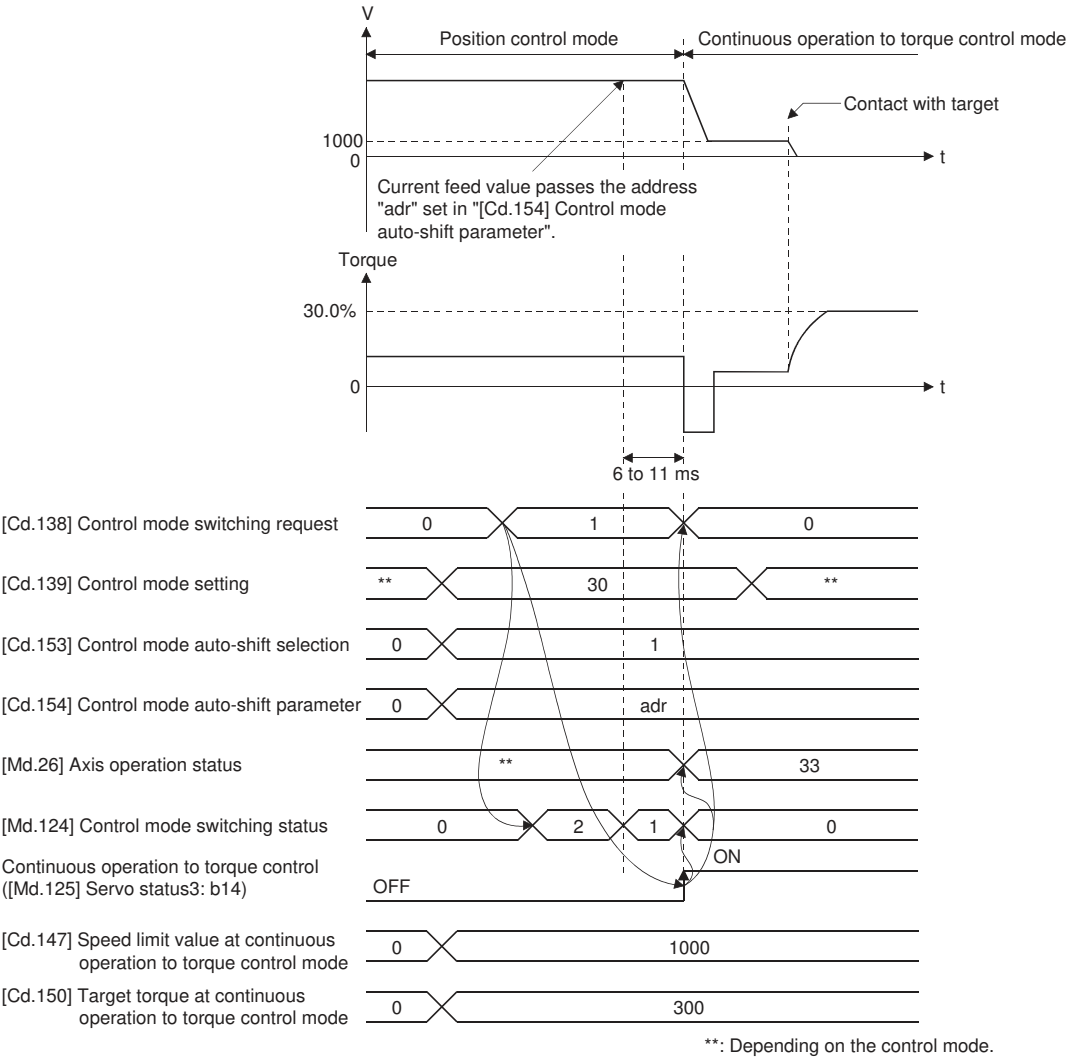 V
Position control mode
Continuous operation to torque control mode
Contact with target
1000
0
t
Current feed value passes the address
"adr" set in "[Cd.154] Control mode
auto-shift parameter".
Torque
30.0%
0
t
6 to 11 ms
[Cd.138] Control mode switching request 0 1 0
[Cd.139] Control mode setting ** 30 **
[Cd.153] Control mode auto-shift selection 0 1
[Cd.154] Control mode auto-shift parameter 0 adr
[Md.26] Axis operation status ** 33
[Md.124] Control mode switching status 0 2 1 0
Continuous operation to torque control
([Md.125] Servo status3: b14)
OFF
ON
[Cd.147] Speed limit value at continuous
operation to torque control mode
0 1000
[Cd.150] Target torque at continuous
operation to torque control mode
0 300
**: Depending on the control mode.